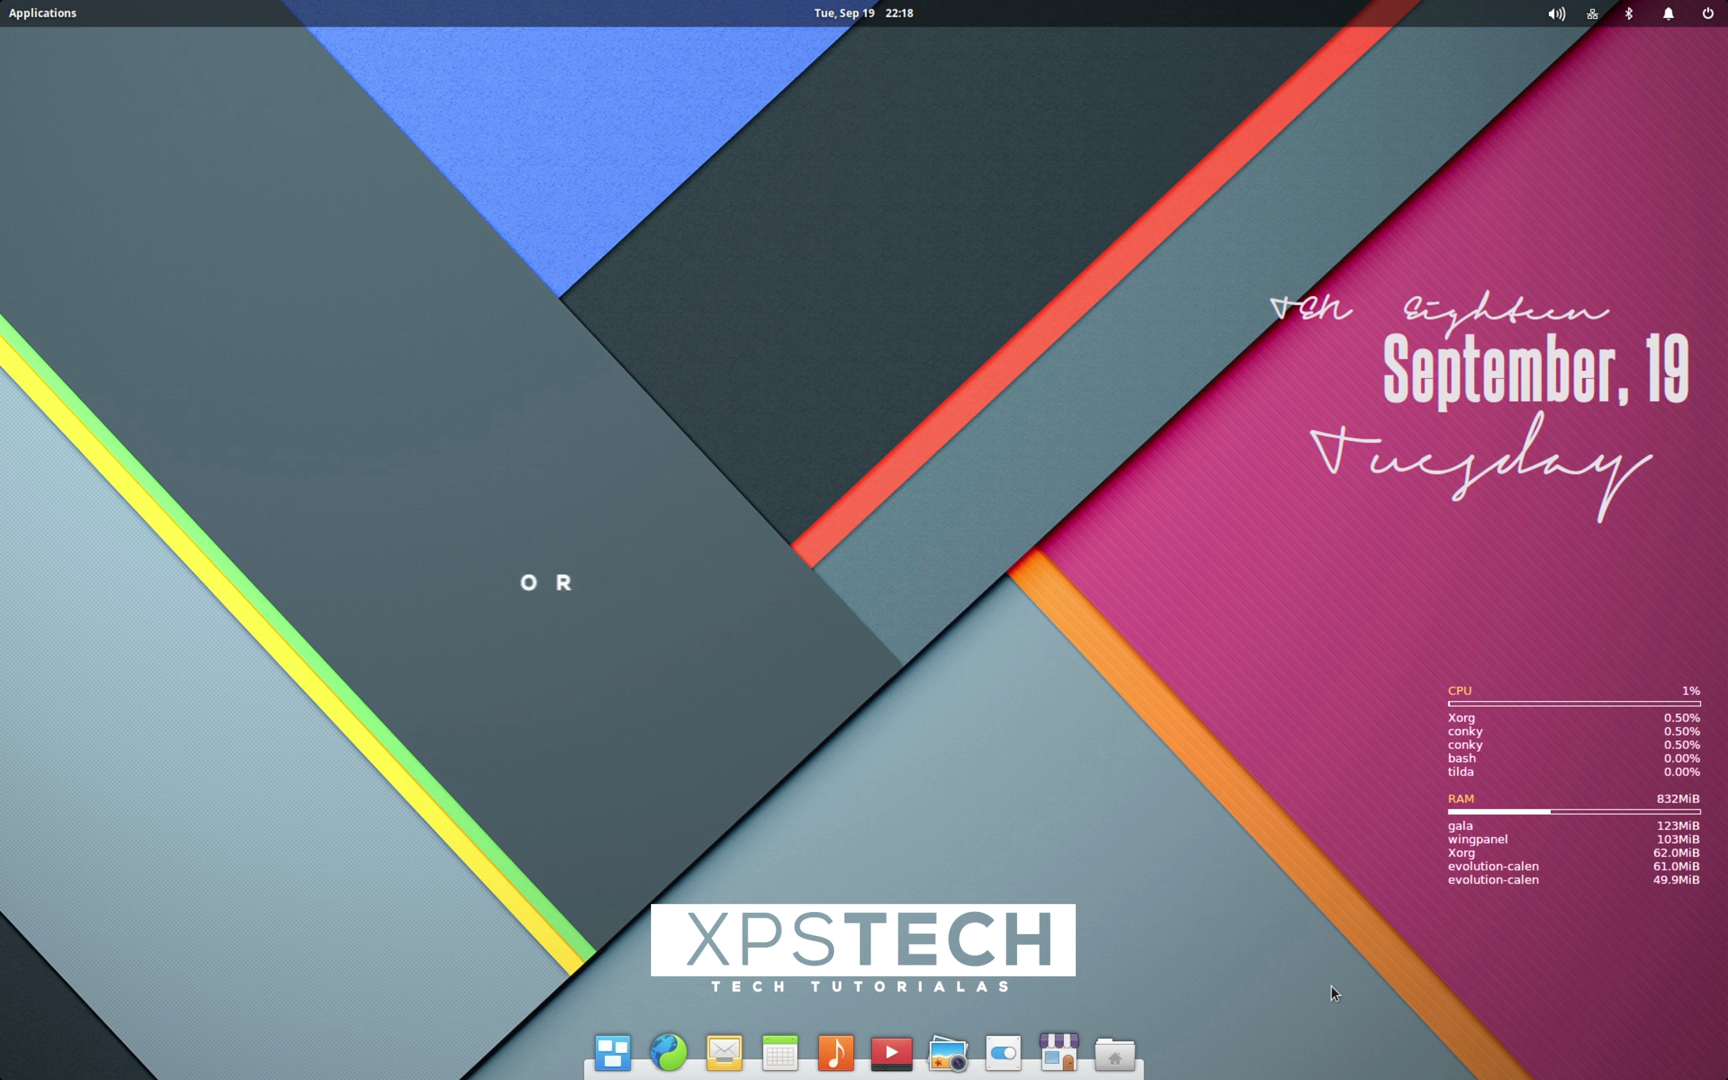 Applications
Tue, Sep 19 22:18
TEn Eighteen
September, 19
Tuesday
O R
CPU 1%
Xorg 0.50%
conky 0.50%
conky 0.50%
bash 0.00%
tilda 0.00%
RAM 832MiB
gala 123MiB
wingpanel 103MiB
Xorg 62.0MiB
evolution-calen 61.0MiB
evolution-calen 49.9MiB
XPSTECH
TECH TUTORIALAS